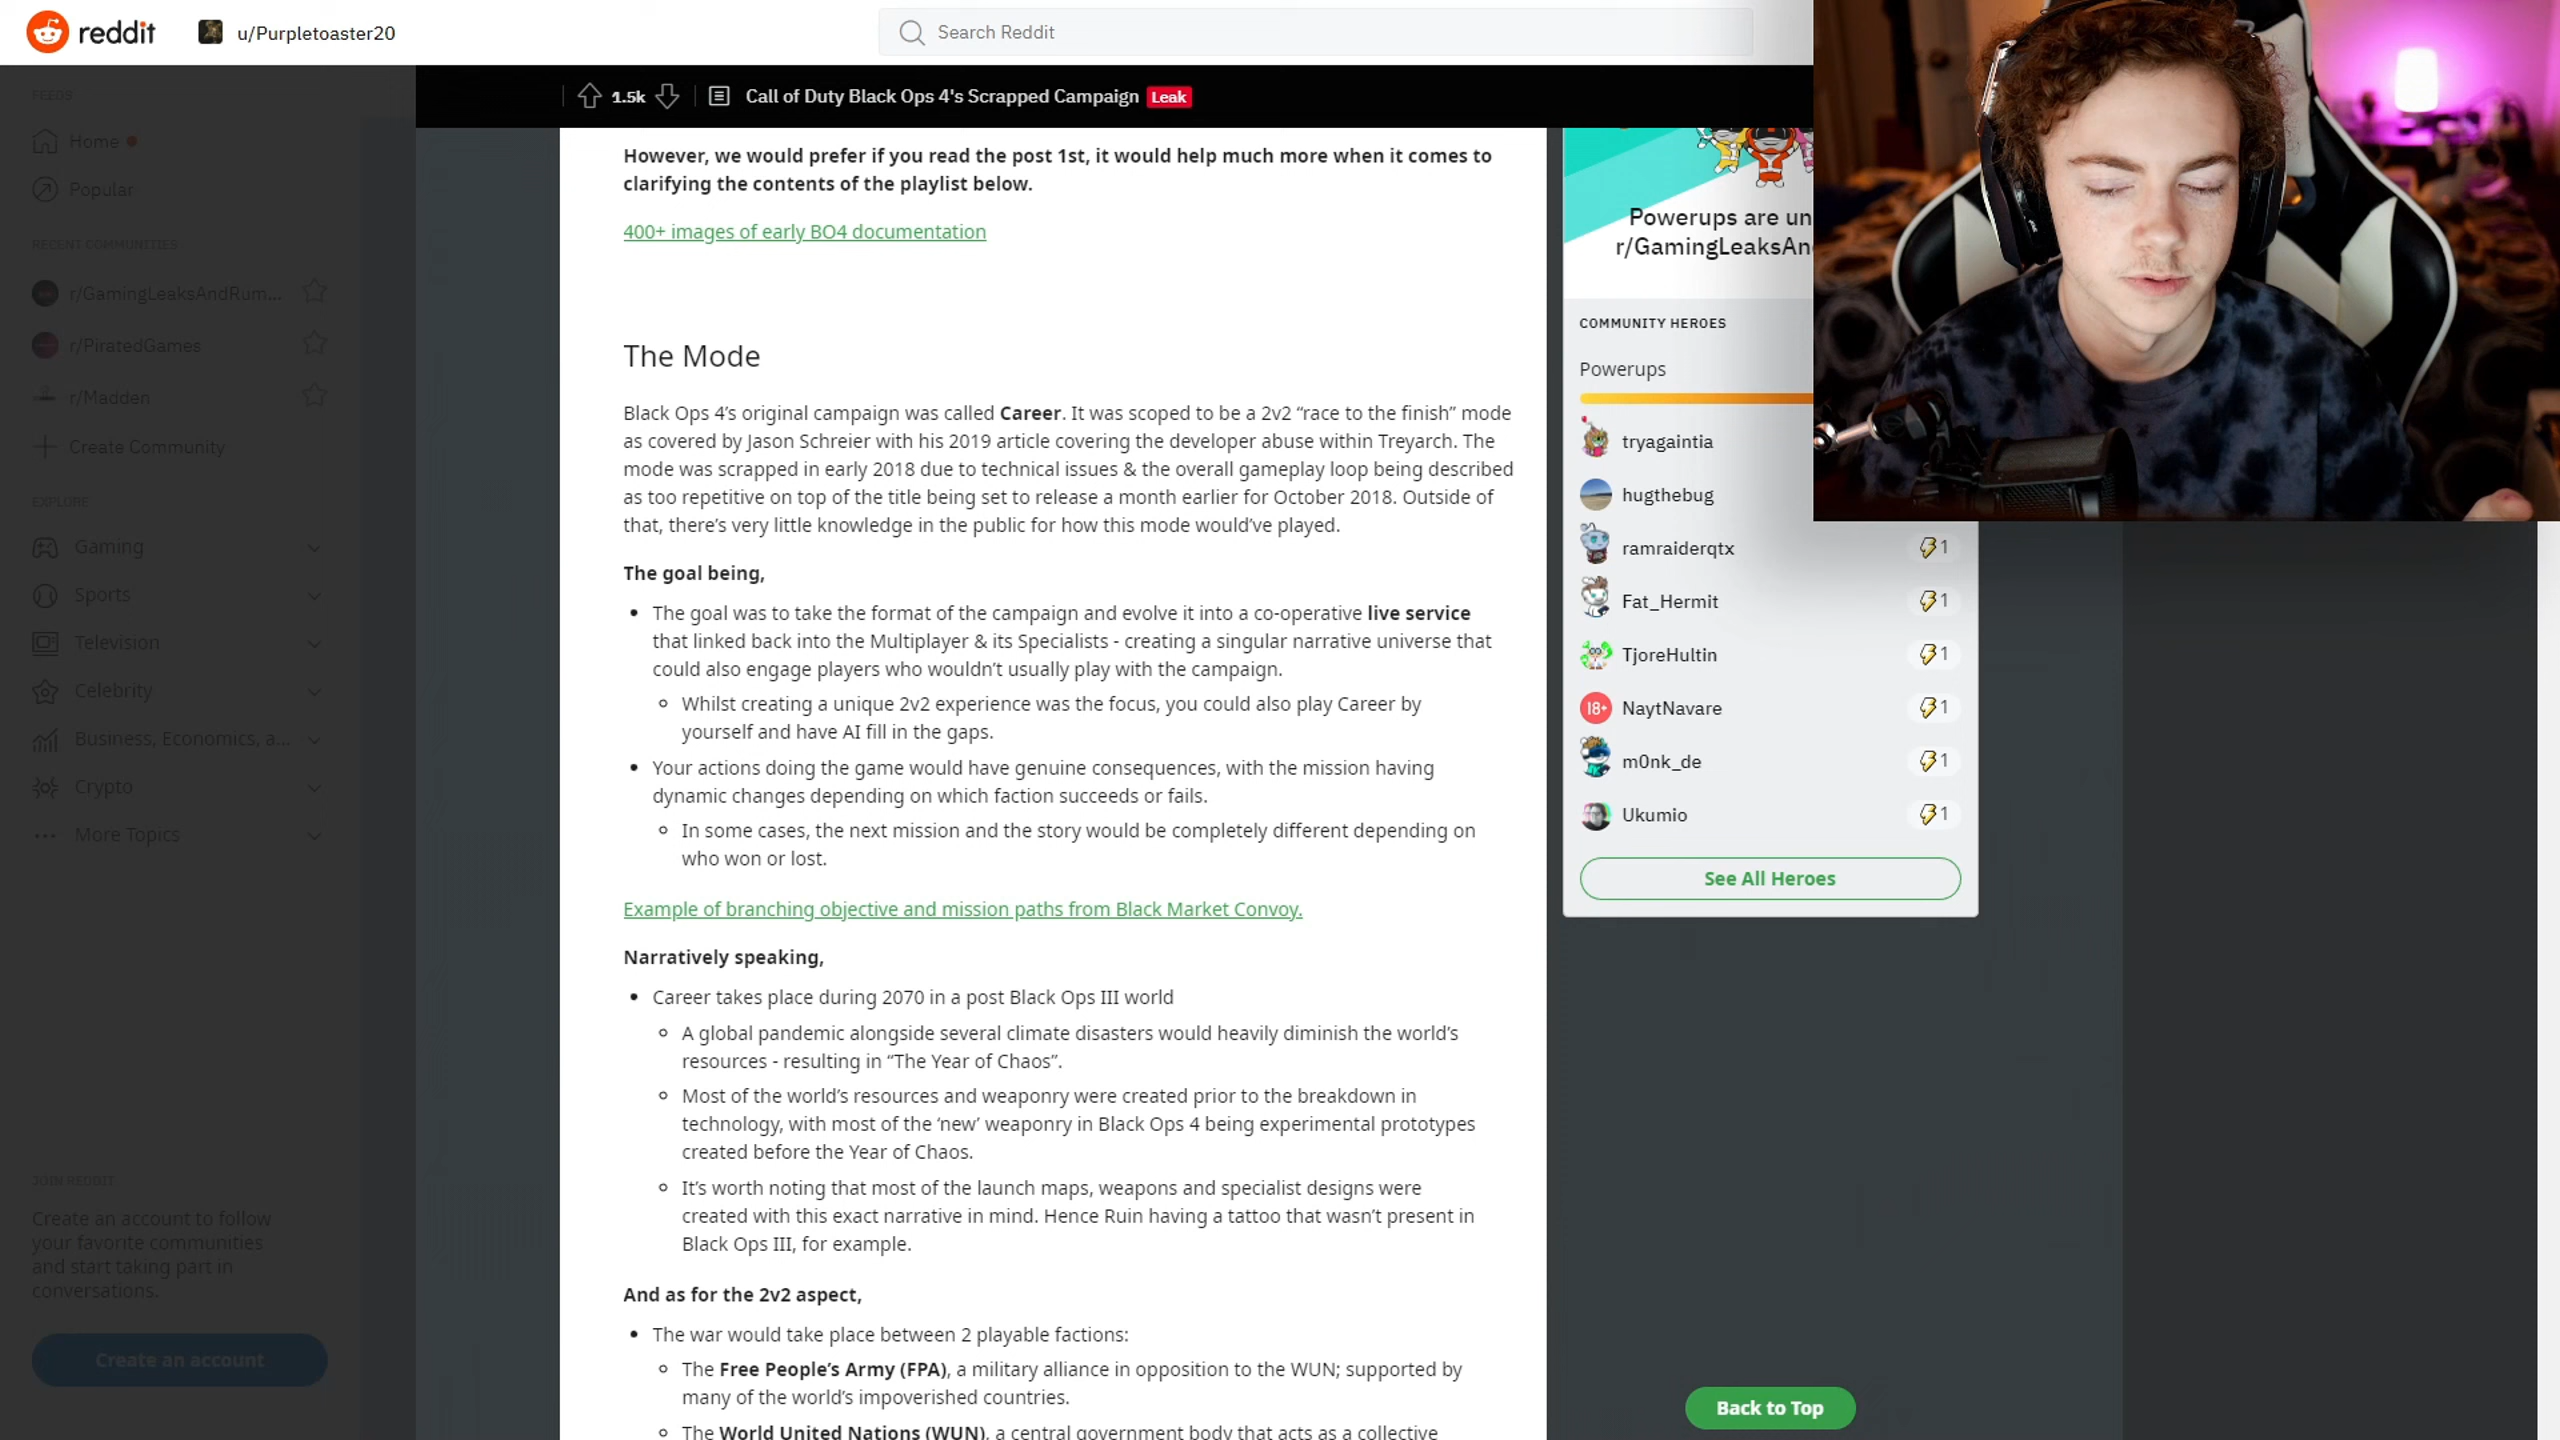 reddit
u/Purpletoaster20
Search Reddit
FEEDS
Home
Popular
RECENT COMMUNITIES
r/GamingLeaksAndRum...
r/PiratedGames
r/Madden
Create Community
EXPLORE
Gaming
Sports
Television
Celebrity
Business, Economics, a...
Crypto
More Topics
JOIN REDDIT
Create an account to follow
your favorite communities
and start taking part in
conversations.
Create an account
1.5k
Call of Duty Black Ops 4's Scrapped Campaign Leak
However, we would prefer if you read the post 1st, it would help much more when it comes to
clarifying the contents of the playlist below.
400+ images of early BO4 documentation
The Mode
Black Ops 4’s original campaign was called Career. It was scoped to be a 2v2 “race to the finish” mode
as covered by Jason Schreier with his 2019 article covering the developer abuse within Treyarch. The
mode was scrapped in early 2018 due to technical issues & the overall gameplay loop being described
as too repetitive on top of the title being set to release a month earlier for October 2018. Outside of
that, there’s very little knowledge in the public for how this mode would’ve played.
The goal being,
• The goal was to take the format of the campaign and evolve it into a co-operative live service
that linked back into the Multiplayer & its Specialists - creating a singular narrative universe that
could also engage players who wouldn’t usually play with the campaign.
◦ Whilst creating a unique 2v2 experience was the focus, you could also play Career by
yourself and have AI fill in the gaps.
• Your actions doing the game would have genuine consequences, with the mission having
dynamic changes depending on which faction succeeds or fails.
◦ In some cases, the next mission and the story would be completely different depending on
who won or lost.
Example of branching objective and mission paths from Black Market Convoy.
Narratively speaking,
• Career takes place during 2070 in a post Black Ops III world
◦ A global pandemic alongside several climate disasters would heavily diminish the world’s
resources - resulting in “The Year of Chaos”.
◦ Most of the world’s resources and weaponry were created prior to the breakdown in
technology, with most of the ‘new’ weaponry in Black Ops 4 being experimental prototypes
created before the Year of Chaos.
◦ It’s worth noting that most of the launch maps, weapons and specialist designs were
created with this exact narrative in mind. Hence Ruin having a tattoo that wasn’t present in
Black Ops III, for example.
And as for the 2v2 aspect,
• The war would take place between 2 playable factions:
◦ The Free People’s Army (FPA), a military alliance in opposition to the WUN; supported by
many of the world’s impoverished countries.
◦ The World United Nations (WUN), a central government body that acts as a collective
Powerups are un
r/GamingLeaksAn
COMMUNITY HEROES
Powerups
tryagaintia
hugthebug
ramraiderqtx 1
Fat_Hermit 1
TjoreHultin 1
18+ NaytNavare 1
m0nk_de 1
Ukumio 1
See All Heroes
Back to Top